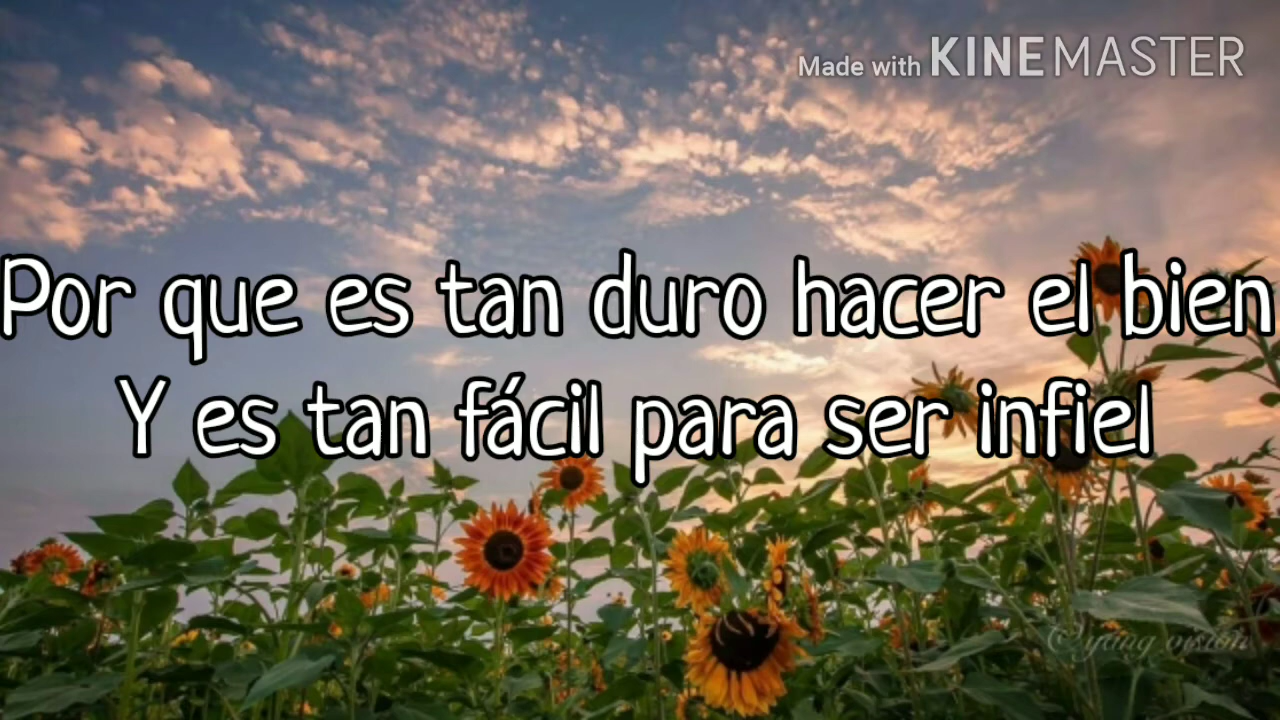 Made with KINEMASTER
Por que es tan duro hacer el bien
Y es tan fácil para ser infiel